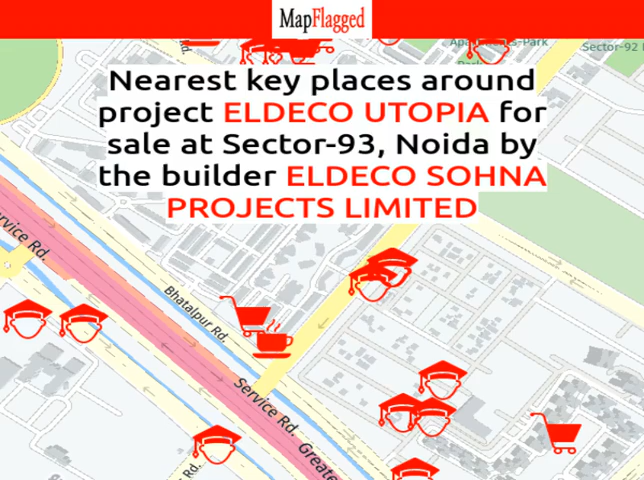 MapFlagged
Sector-92
Nearest key places around
project ELDECO UTOPIA for
sale at Sector-93, Noida by
the builder ELDECO SOHNA
PROJECTS LIMITED
Rd.
Bhatalpur Rd.
Service Rd.
Rd.